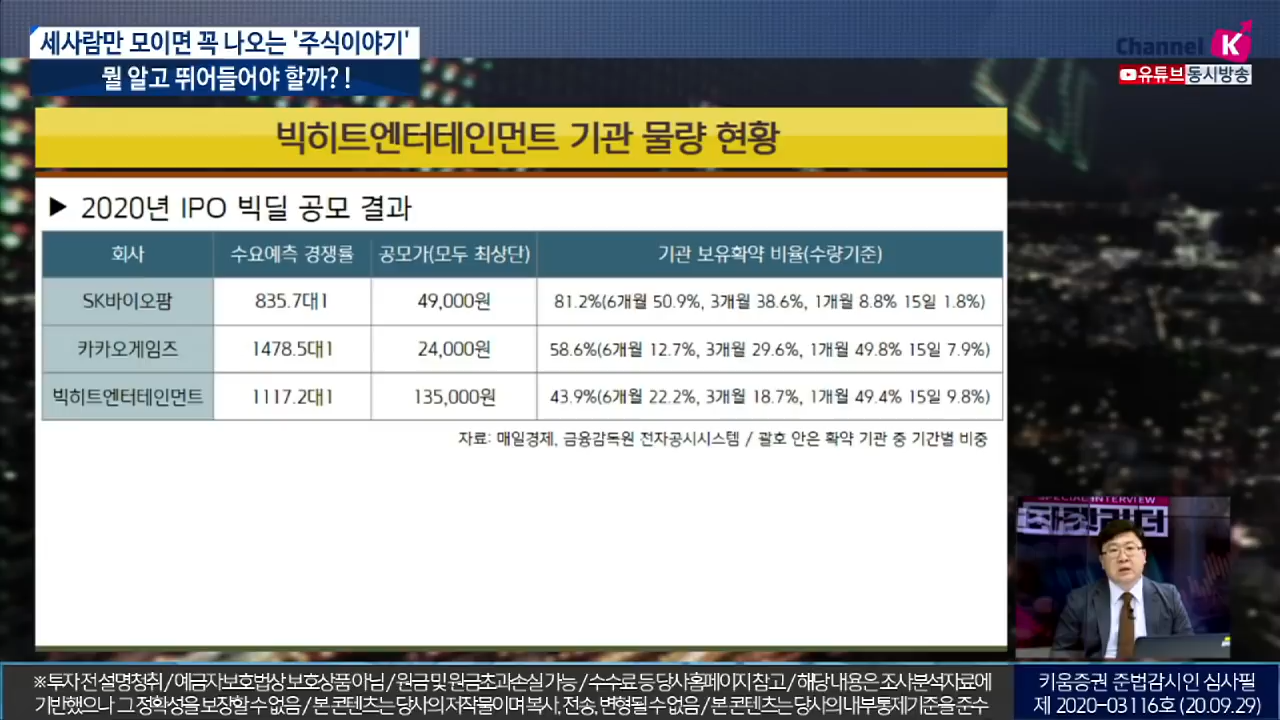 세사람만 모이면 꼭 나오는 '주식이야기'
뭘 알고 뛰어들어야 할까?!
Channel K
유튜브동시방송
빅히트엔터테인먼트 기관 물량 현황
▶ 2020년 IPO 빅딜 공모 결과
회사 수요예측 경쟁률 공모가(모두 최상단) 기관 보유확약 비율(수량기준)
SK바이오팜 835.7대1 49,000원 81.2%(6개월 50.9%, 3개월 38.6%, 1개월 8.8% 15일 1.8%)
카카오게임즈 1478.5대1 24,000원 58.6%(6개월 12.7%, 3개월 29.6%, 1개월 49.8% 15일 7.9%)
빅히트엔터테인먼트 1117.2대1 135,000원 43.9%(6개월 22.2%, 3개월 18.7%, 1개월 49.4% 15일 9.8%)
자료: 매일경제, 금융감독원 전자공시시스템 / 괄호 안은 확약 기관 중 기간별 비중
SPECIAL INTERVIEW
※ 투자 전 설명청취 / 예금자보호법상 보호상품 아님 / 원금 및 원금초과손실 가능 / 수수료 등 당사홈페이지 참고 / 해당 내용은 조사분석자료에
기반했으나 그 정확성을 보장할 수 없음 / 본 콘텐츠는 당사의 저작물이며 복사, 전송, 변형될 수 없음 / 본 콘텐츠는 당사의 내부통제기준을 준수
키움증권 준법감시인 심사필
제 2020-03116호 (20.09.29)